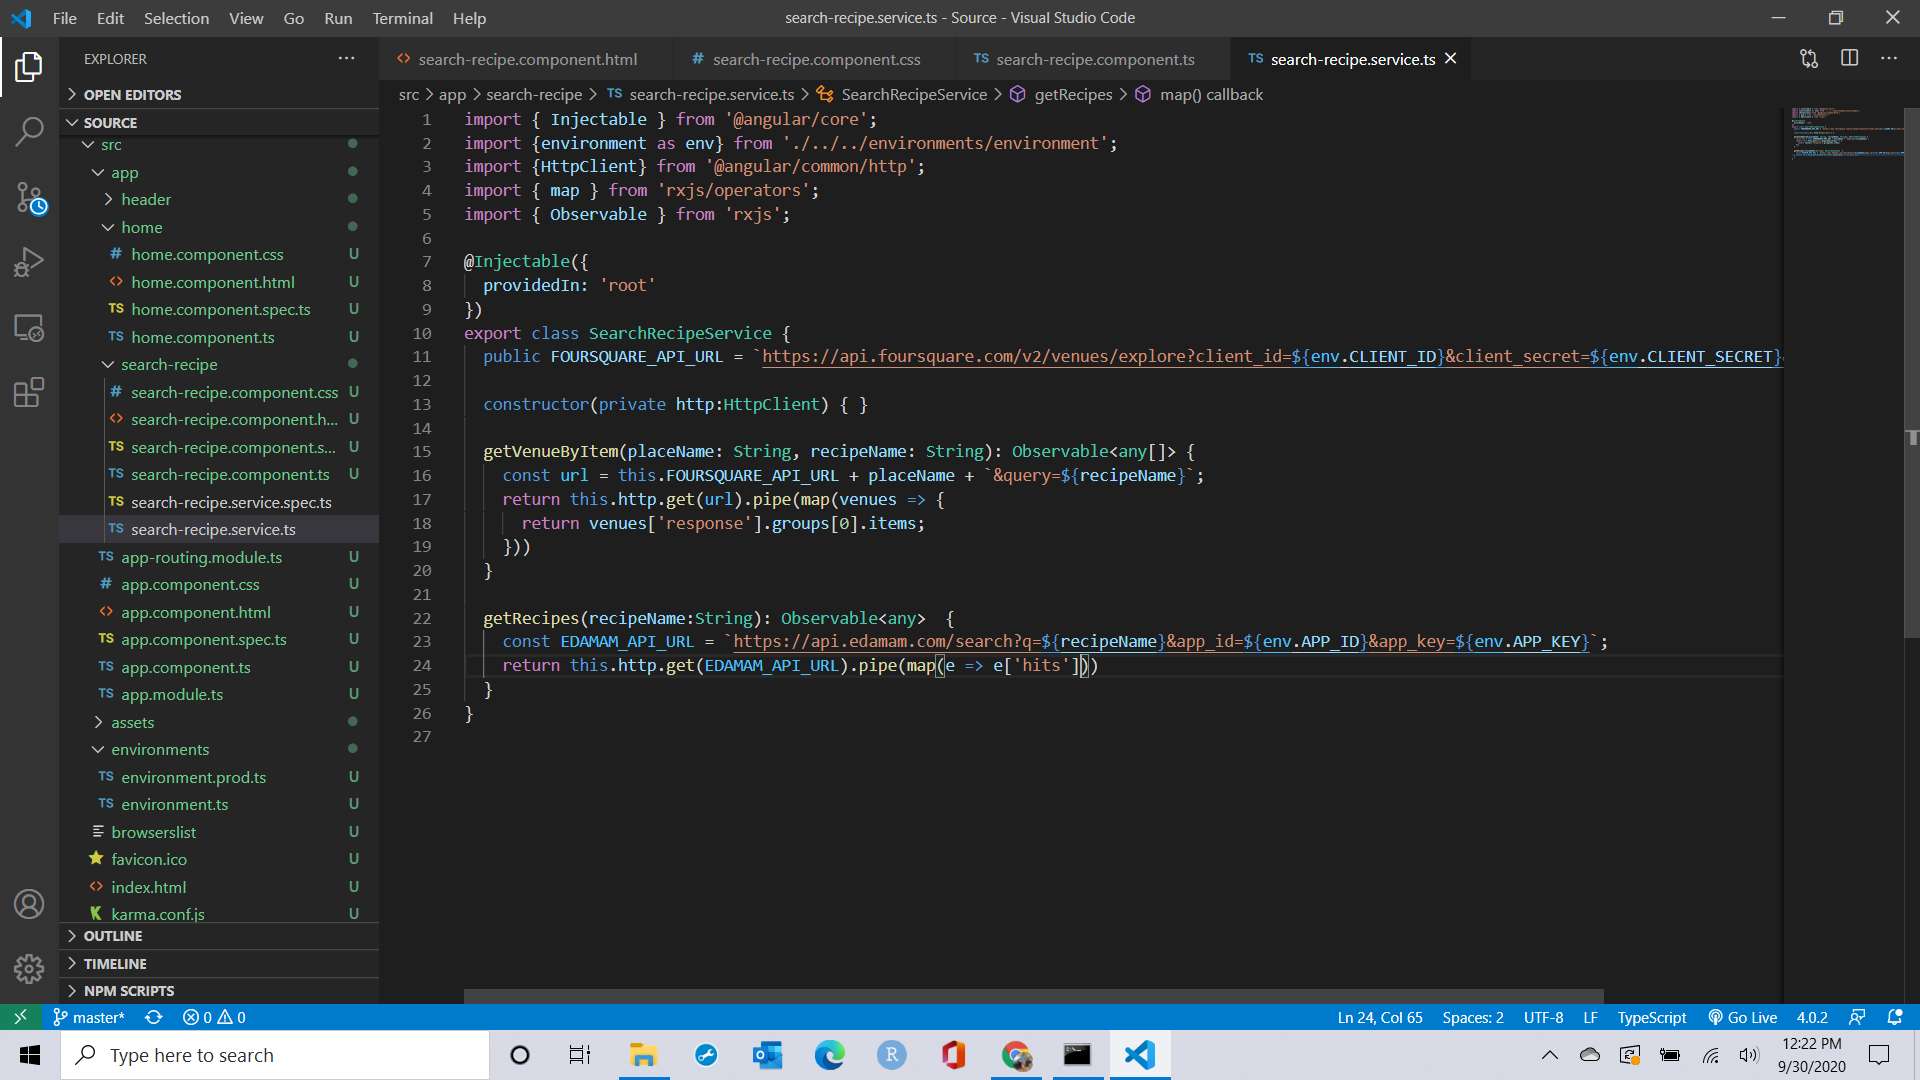 File Edit Selection View Go Run Terminal Help
search-recipe.service.ts - Source - Visual Studio Code
EXPLORER
OPEN EDITORS
SOURCE
src
app
header
home
# home.component.css U
<> home.component.html U
TS home.component.spec.ts U
TS home.component.ts U
search-recipe
# search-recipe.component.css U
<> search-recipe.component.h... U
TS search-recipe.component.s... U
TS search-recipe.component.ts U
TS search-recipe.service.spec.ts
TS search-recipe.service.ts
TS app-routing.module.ts U
# app.component.css U
<> app.component.html U
TS app.component.spec.ts U
TS app.component.ts U
TS app.module.ts U
assets
environments
TS environment.prod.ts U
TS environment.ts U
browserslist U
favicon.ico U
<> index.html U
K karma.conf.js U
OUTLINE
TIMELINE
NPM SCRIPTS
<> search-recipe.component.html
# search-recipe.component.css
TS search-recipe.component.ts
TS search-recipe.service.ts
src > app > search-recipe > TS search-recipe.service.ts > SearchRecipeService > getRecipes > map() callback
1 import { Injectable } from '@angular/core';
2 import {environment as env} from './../../environments/environment';
3 import {HttpClient} from '@angular/common/http';
4 import { map } from 'rxjs/operators';
5 import { Observable } from 'rxjs';
6
7 @Injectable({
8 providedIn: 'root'
9 })
10 export class SearchRecipeService {
11 public FOURSQUARE_API_URL = `https://api.foursquare.com/v2/venues/explore?client_id=${env.CLIENT_ID}&client_secret=${env.CLIENT_SECRET}
12
13 constructor(private http:HttpClient) { }
14
15 getVenueByItem(placeName: String, recipeName: String): Observable<any[]> {
16 const url = this.FOURSQUARE_API_URL + placeName + `&query=${recipeName}`;
17 return this.http.get(url).pipe(map(venues => {
18 return venues['response'].groups[0].items;
19 }))
20 }
21
22 getRecipes(recipeName:String): Observable<any>  {
23 const EDAMAM_API_URL = `https://api.edamam.com/search?q=${recipeName}&app_id=${env.APP_ID}&app_key=${env.APP_KEY}`;
24 return this.http.get(EDAMAM_API_URL).pipe(map(e => e['hits']))
25 }
26 }
27
master* 0 0
Ln 24, Col 65 Spaces: 2 UTF-8 LF TypeScript Go Live 4.0.2
Type here to search
R
12:22 PM
9/30/2020